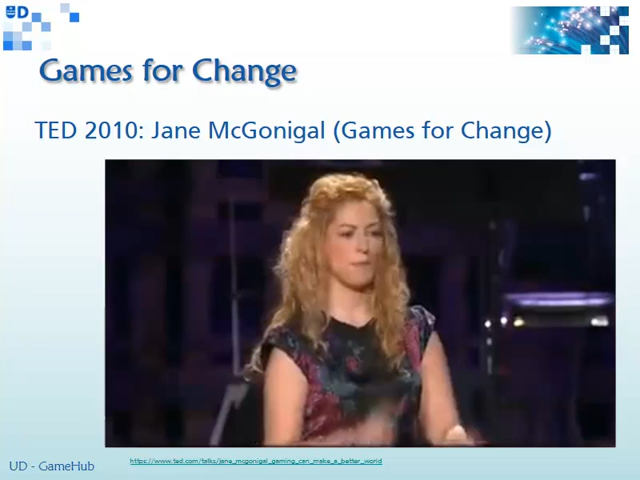 UD
Games for Change
TED 2010: Jane McGonigal (Games for Change)
UD - GameHub
https://www.ted.com/talks/jane_mcgonigal_gaming_can_make_a_better_world